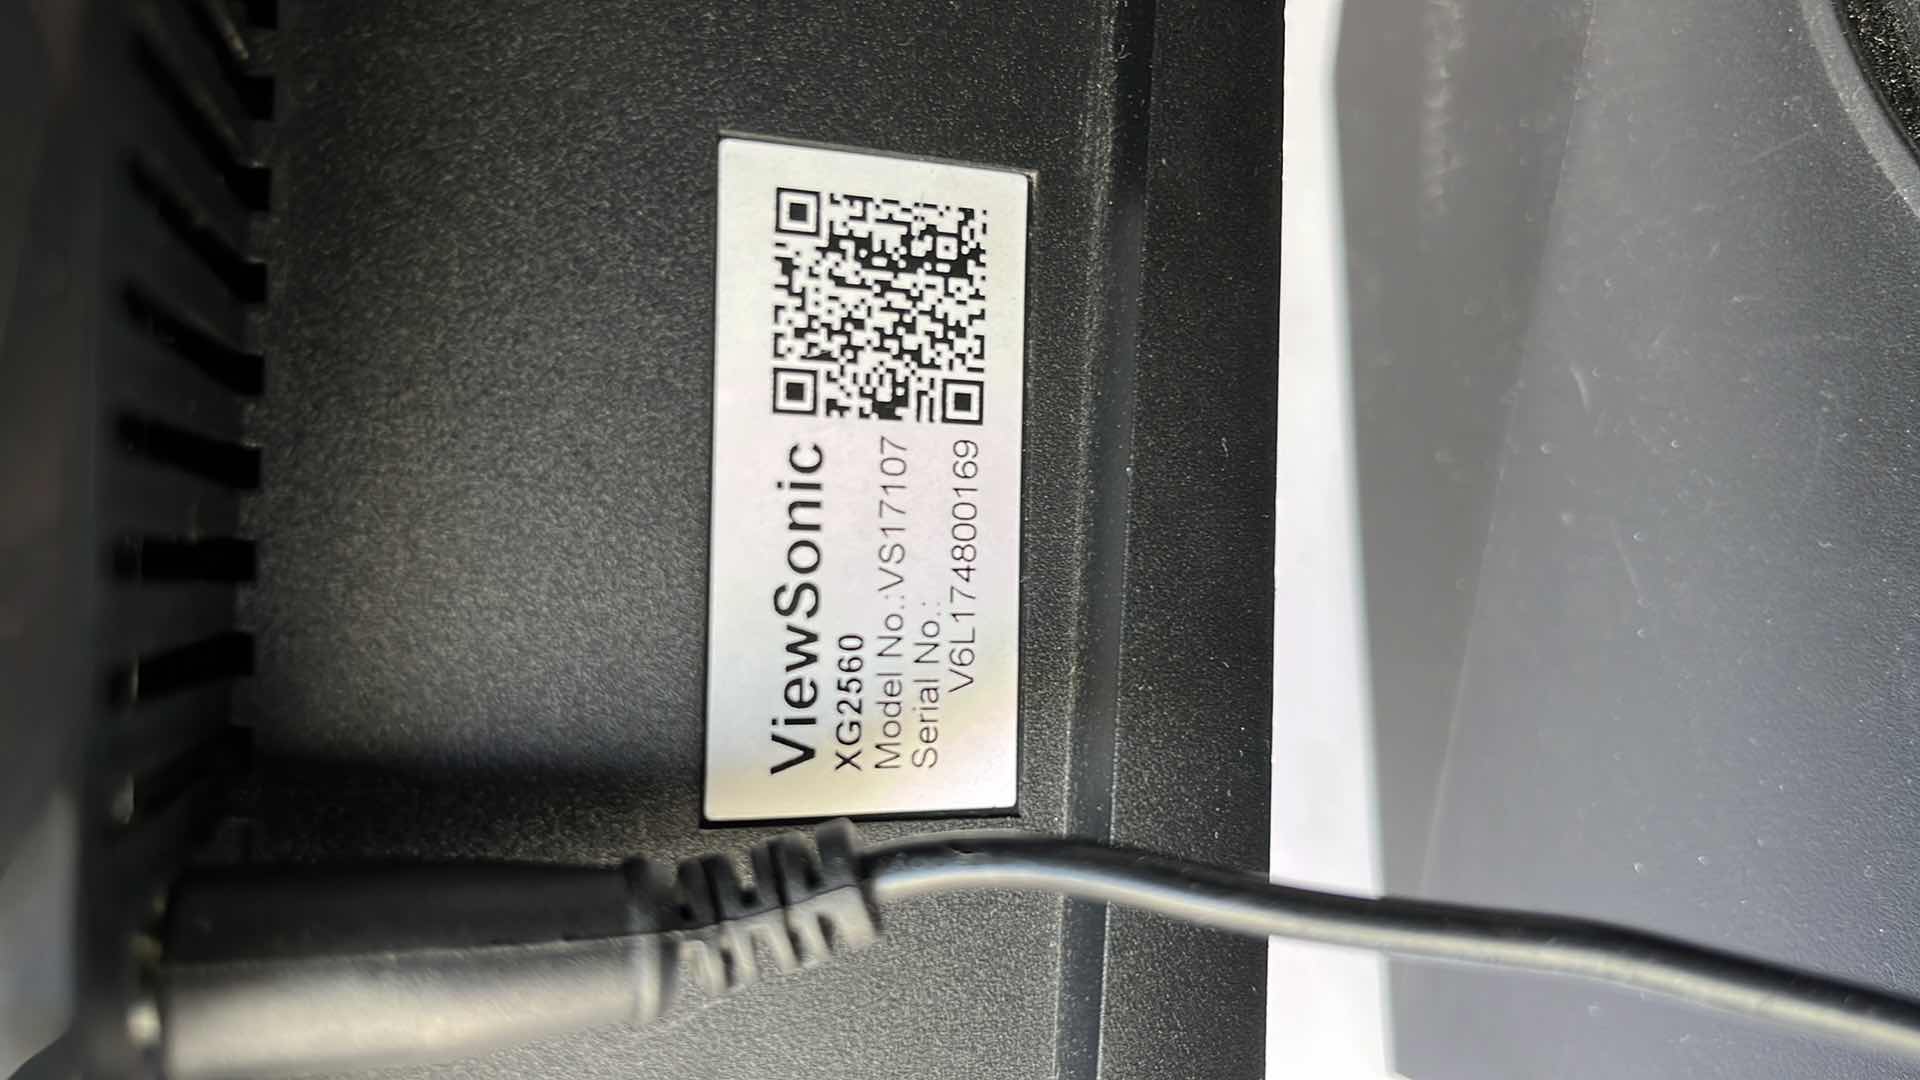 ViewSonic
XG2560
Model No.:VS17107
Serial No.:
V6L174800169